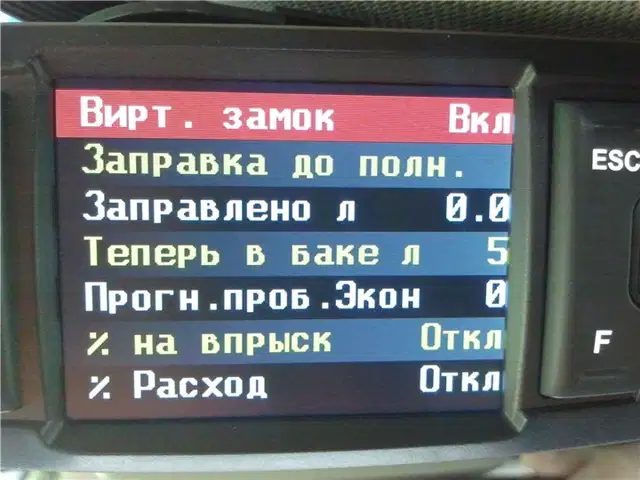 Вирт. замок Вкл
Заправка до полн.
Заправлено л 0.0
Теперь в баке л 5
Прогн.проб.Экон 0
% на впрыск Откл
% Расход Откл
ESC
F